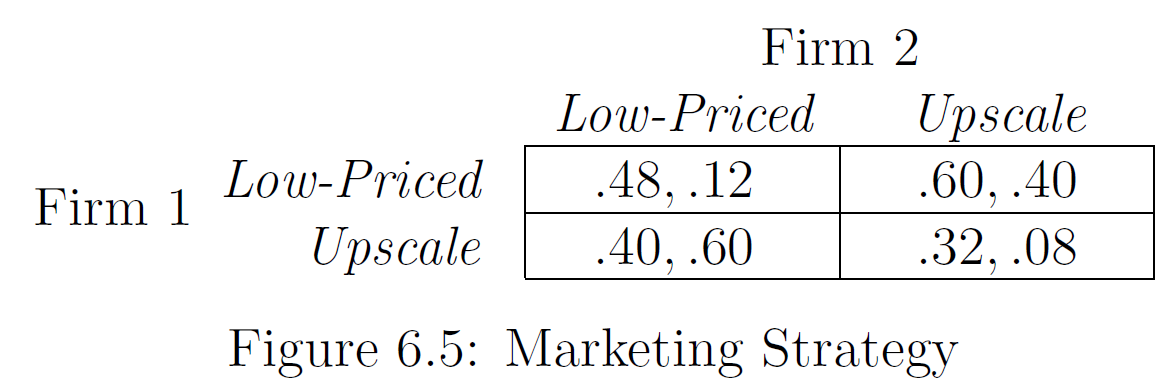 Firm 2
Low-Priced Upscale
Low-Priced .48, .12 .60, .40
Firm 1
Upscale .40, .60 .32, .08
Figure 6.5: Marketing Strategy